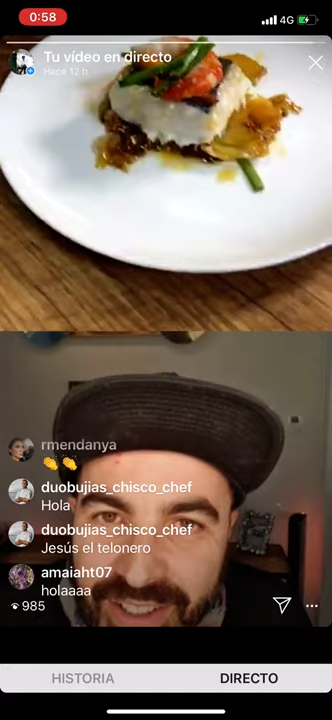 0:58
4G
Tu vídeo en directo
Hace 12 h
rmendanya
👏👏
duobujias_chisco_chef
Hola
duobujias_chisco_chef
Jesús el telonero
amaiaht07
holaaaa
985
HISTORIA
DIRECTO